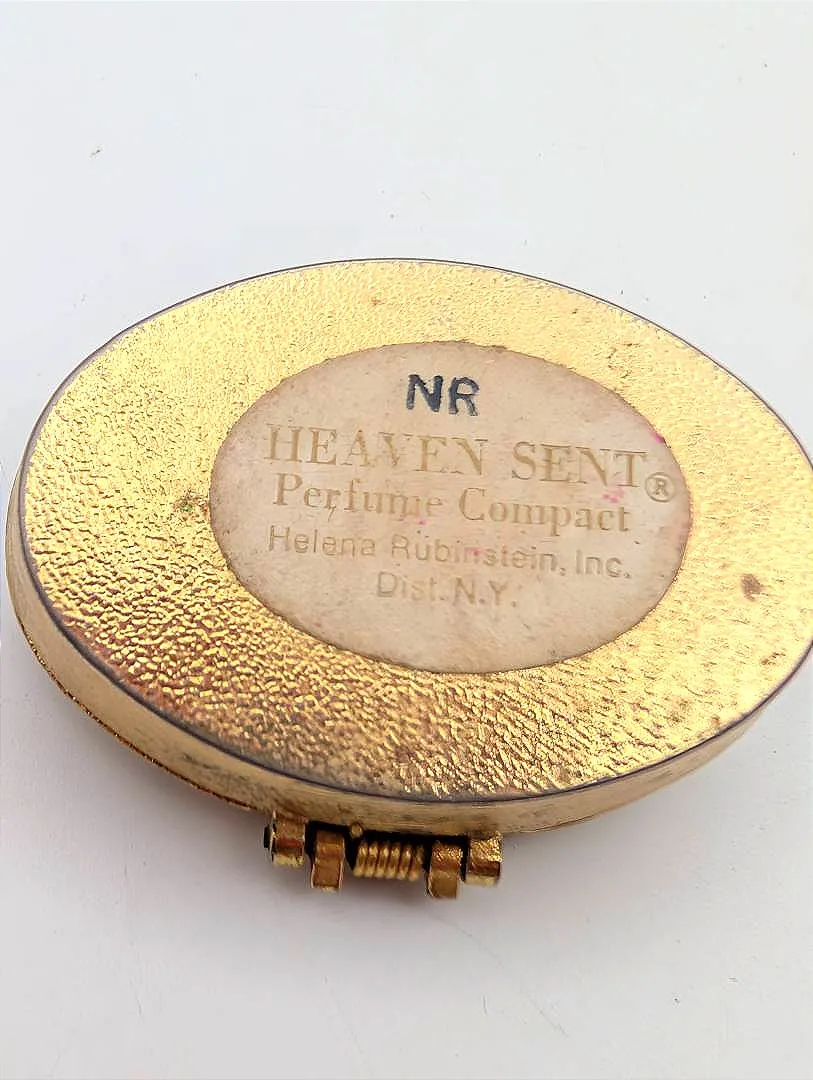 NR
HEAVEN SENT®
Perfume Compact
Helena Rubinstein, Inc.
Dist. N.Y.